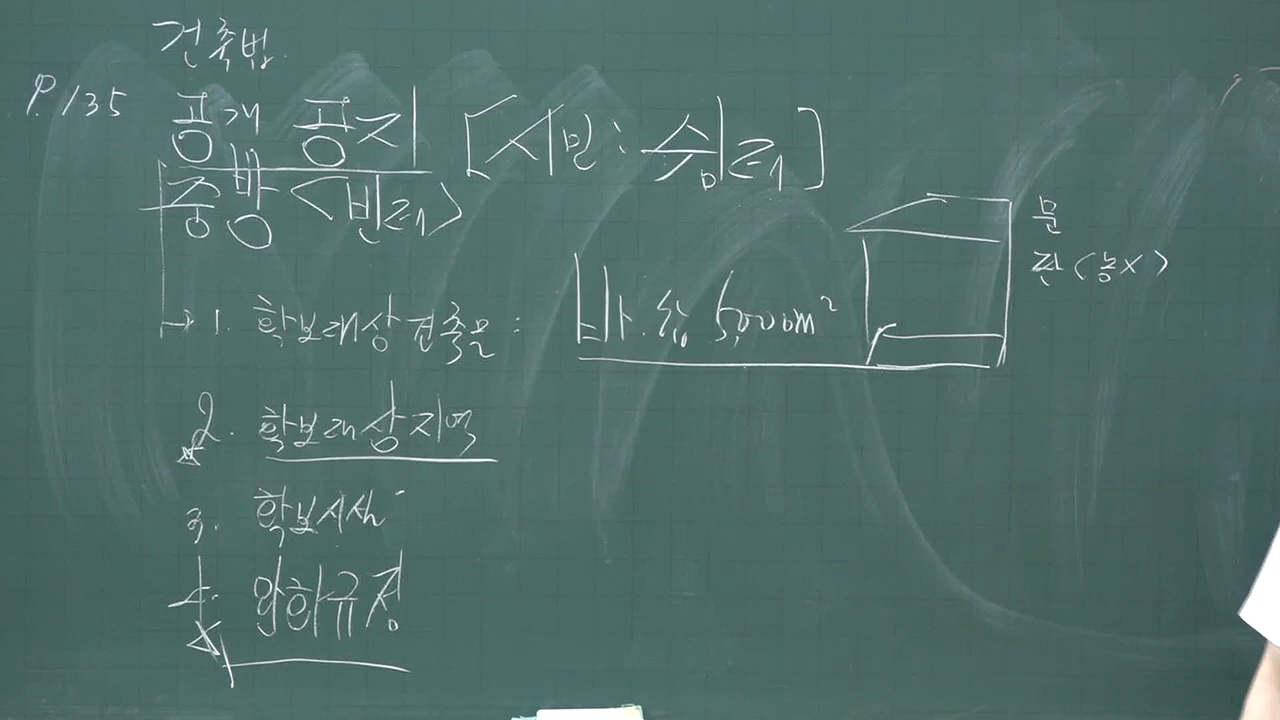 건축법
P.135
공개 공지 [시민: 쉼터]
중방 <빈터>
→ 1. 확보대상건축물 : 바.합 5,000m²
문
판 <농X>
2. 확보대상지역
3. 확보시설
4. 완화규정